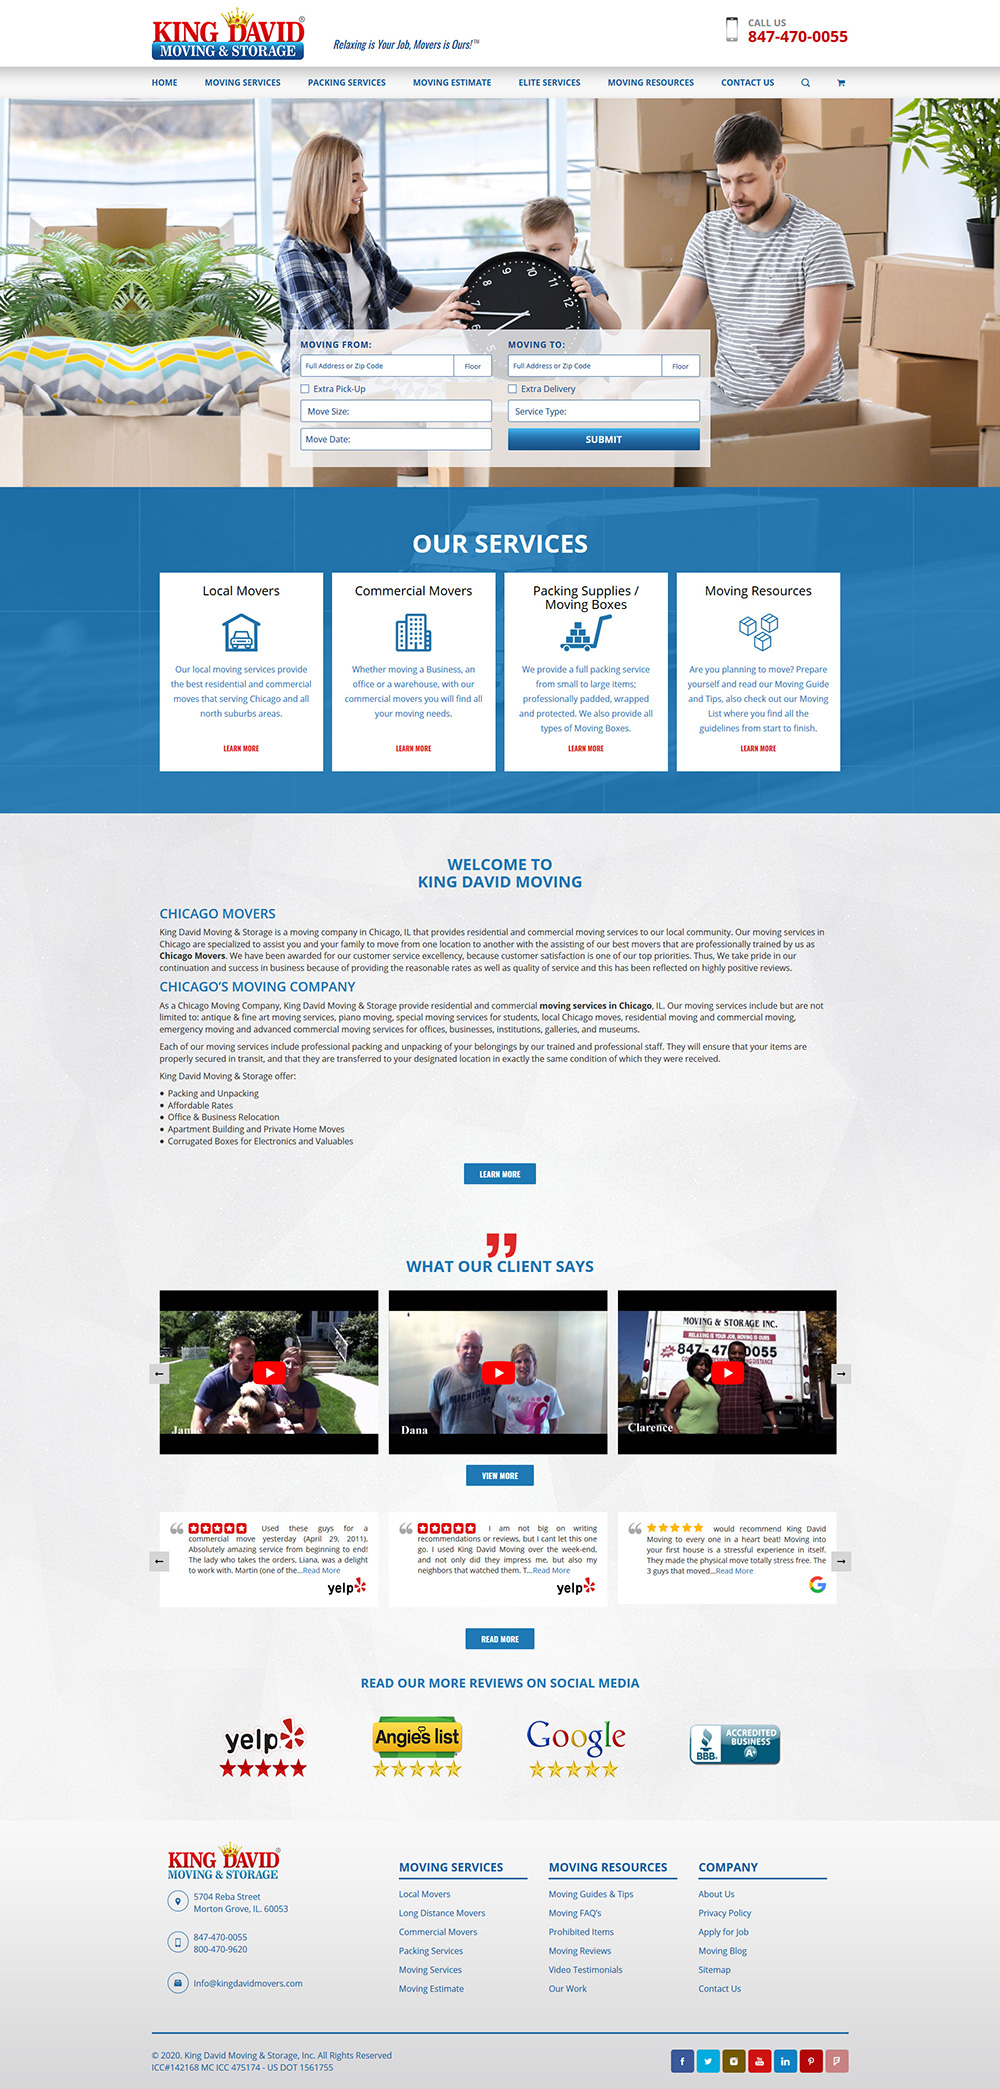 KING DAVID®
MOVING & STORAGE
Relaxing is Your Job, Movers is Ours!™
CALL US
847-470-0055
HOME
MOVING SERVICES
PACKING SERVICES
MOVING ESTIMATE
ELITE SERVICES
MOVING RESOURCES
CONTACT US
10
11
12
9
1
8
2
7
MOVING FROM:
Full Address or Zip Code
Floor
Extra Pick-Up
Move Size:
Move Date:
MOVING TO:
Full Address or Zip Code
Floor
Extra Delivery
Service Type:
SUBMIT
OUR SERVICES
Local Movers
Our local moving services provide
the best residential and commercial
moves that serving Chicago and all
north suburbs areas.
LEARN MORE
Commercial Movers
Whether moving a Business, an
office or a warehouse, with our
commercial movers you will find all
your moving needs.
LEARN MORE
Packing Supplies /
Moving Boxes
We provide a full packing service
from small to large items;
professionally padded, wrapped
and protected. We also provide all
types of Moving Boxes.
LEARN MORE
Moving Resources
Are you planning to move? Prepare
yourself and read our Moving Guide
and Tips, also check out our Moving
List where you find all the
guidelines from start to finish.
LEARN MORE
WELCOME TO
KING DAVID MOVING
CHICAGO MOVERS
King David Moving & Storage is a moving company in Chicago, IL that provides residential and commercial moving services to our local community. Our moving services in
Chicago are specialized to assist you and your family to move from one location to another with the assisting of our best movers that are professionally trained by us as
Chicago Movers. We have been awarded for our customer service excellency, because customer satisfaction is one of our top priorities. Thus, We take pride in our
continuation and success in business because of providing the reasonable rates as well as quality of service and this has been reflected on highly positive reviews.
CHICAGO'S MOVING COMPANY
As a Chicago Moving Company, King David Moving & Storage provide residential and commercial moving services in Chicago, IL. Our moving services include but are not
limited to: antique & fine art moving services, piano moving, special moving services for students, local Chicago moves, residential moving and commercial moving,
emergency moving and advanced commercial moving services for offices, businesses, institutions, galleries, and museums.
Each of our moving services include professional packing and unpacking of your belongings by our trained and professional staff. They will ensure that your items are
properly secured in transit, and that they are transferred to your designated location in exactly the same condition of which they were received.
King David Moving & Storage offer:
• Packing and Unpacking
• Affordable Rates
• Office & Business Relocation
• Apartment Building and Private Home Moves
• Corrugated Boxes for Electronics and Valuables
LEARN MORE
WHAT OUR CLIENT SAYS
Jamie
MICHIGAN
Dana
MOVING & STORAGE INC.
RELAXING IS YOUR JOB, MOVING IS OURS
847-470-0055
Clarence
VIEW MORE
Used these guys for a
commercial move yesterday (April 29, 2011).
Absolutely amazing service from beginning to end!
The lady who takes the orders, Liana, was a delight
to work with. Martin (one of the...Read More
yelp
I am not big on writing
recommendations or reviews, but I cant let this one
go. I used King David Moving over the week-end,
and not only did they impress me, but also my
neighbors that watched them. T...Read More
yelp
would recommend King David
Moving to every one in a heart beat! Moving into
your first house is a stressful experience in itself.
They made the physical move totally stress free. The
3 guys that moved...Read More
G
READ MORE
READ OUR MORE REVIEWS ON SOCIAL MEDIA
yelp
Angie's list
Google
BBB
ACCREDITED
BUSINESS
A+
KING DAVID®
MOVING & STORAGE
5704 Reba Street
Morton Grove, IL. 60053
847-470-0055
800-470-9620
Info@kingdavidmovers.com
MOVING SERVICES
Local Movers
Long Distance Movers
Commercial Movers
Packing Services
Moving Services
Moving Estimate
MOVING RESOURCES
Moving Guides & Tips
Moving FAQ's
Prohibited Items
Moving Reviews
Video Testimonials
Our Work
COMPANY
About Us
Privacy Policy
Apply for Job
Moving Blog
Sitemap
Contact Us
© 2020. King David Moving & Storage, Inc. All Rights Reserved
ICC#142168 MC ICC 475174 - US DOT 1561755